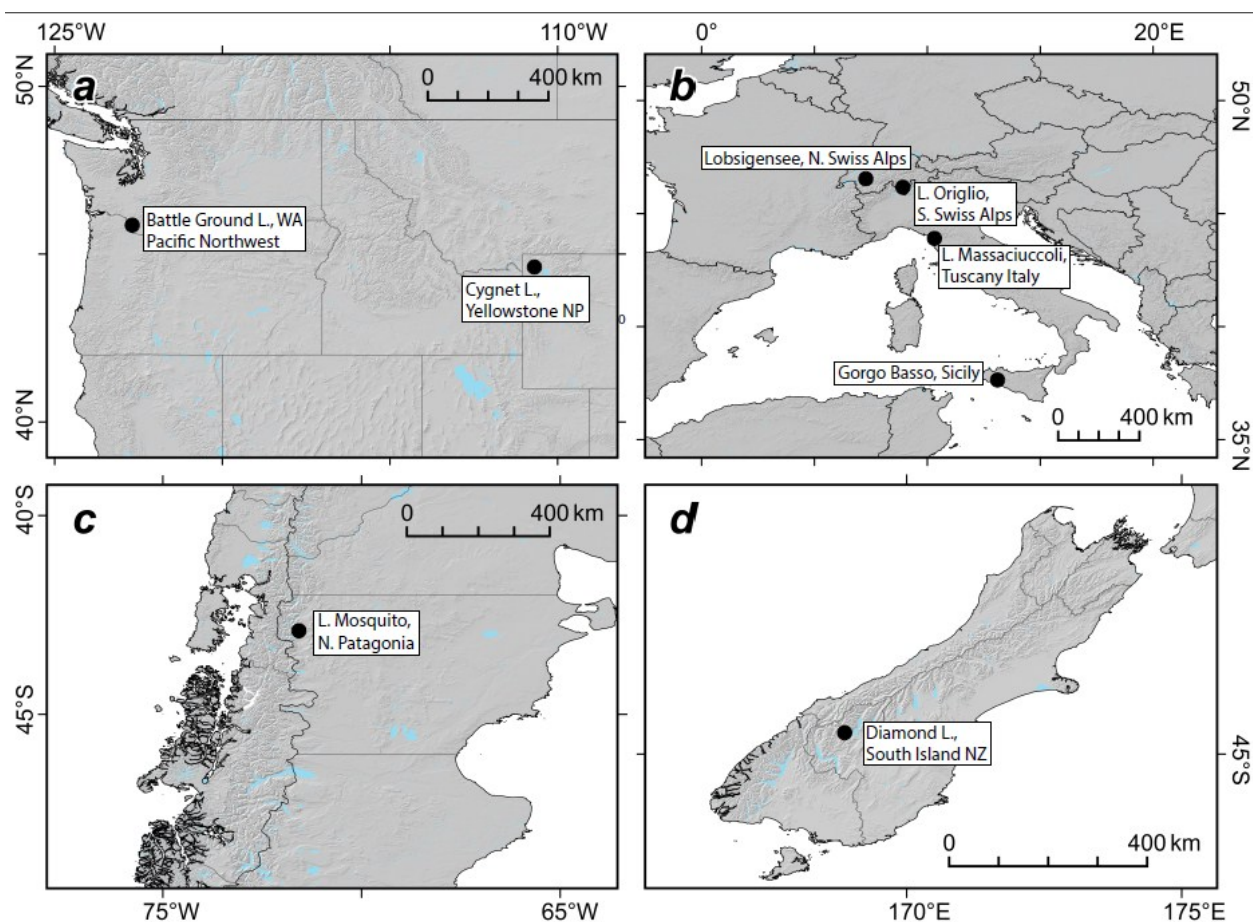 125°W
110°W
0°
20°E
a
0
400 km
50°N
Battle Ground L., WA
Pacific Northwest
Cygnet L.,
Yellowstone NP
40°N
0
b
50°N
Lobsigensee, N. Swiss Alps
L. Origlio,
S. Swiss Alps
L. Massaciuccoli,
Tuscany Italy
Gorgo Basso, Sicily
0
400 km
35°N
c
40°S
0
400 km
L. Mosquito,
N. Patagonia
45°S
75°W
65°W
d
Diamond L.,
South Island NZ
45°S
0
400 km
170°E
175°E